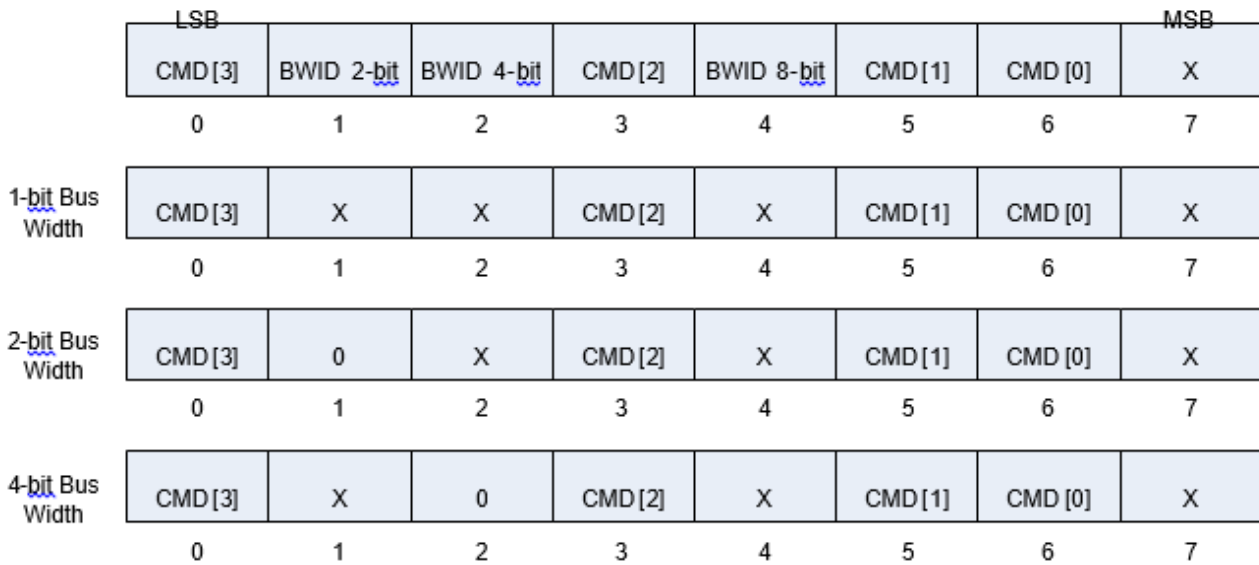 LSB MSB
CMD[3] BWID 2-bit BWID 4-bit CMD[2] BWID 8-bit CMD[1] CMD[0] X
0 1 2 3 4 5 6 7
1-bit Bus Width CMD[3] X X CMD[2] X CMD[1] CMD[0] X
0 1 2 3 4 5 6 7
2-bit Bus Width CMD[3] 0 X CMD[2] X CMD[1] CMD[0] X
0 1 2 3 4 5 6 7
4-bit Bus Width CMD[3] X 0 CMD[2] X CMD[1] CMD[0] X
0 1 2 3 4 5 6 7